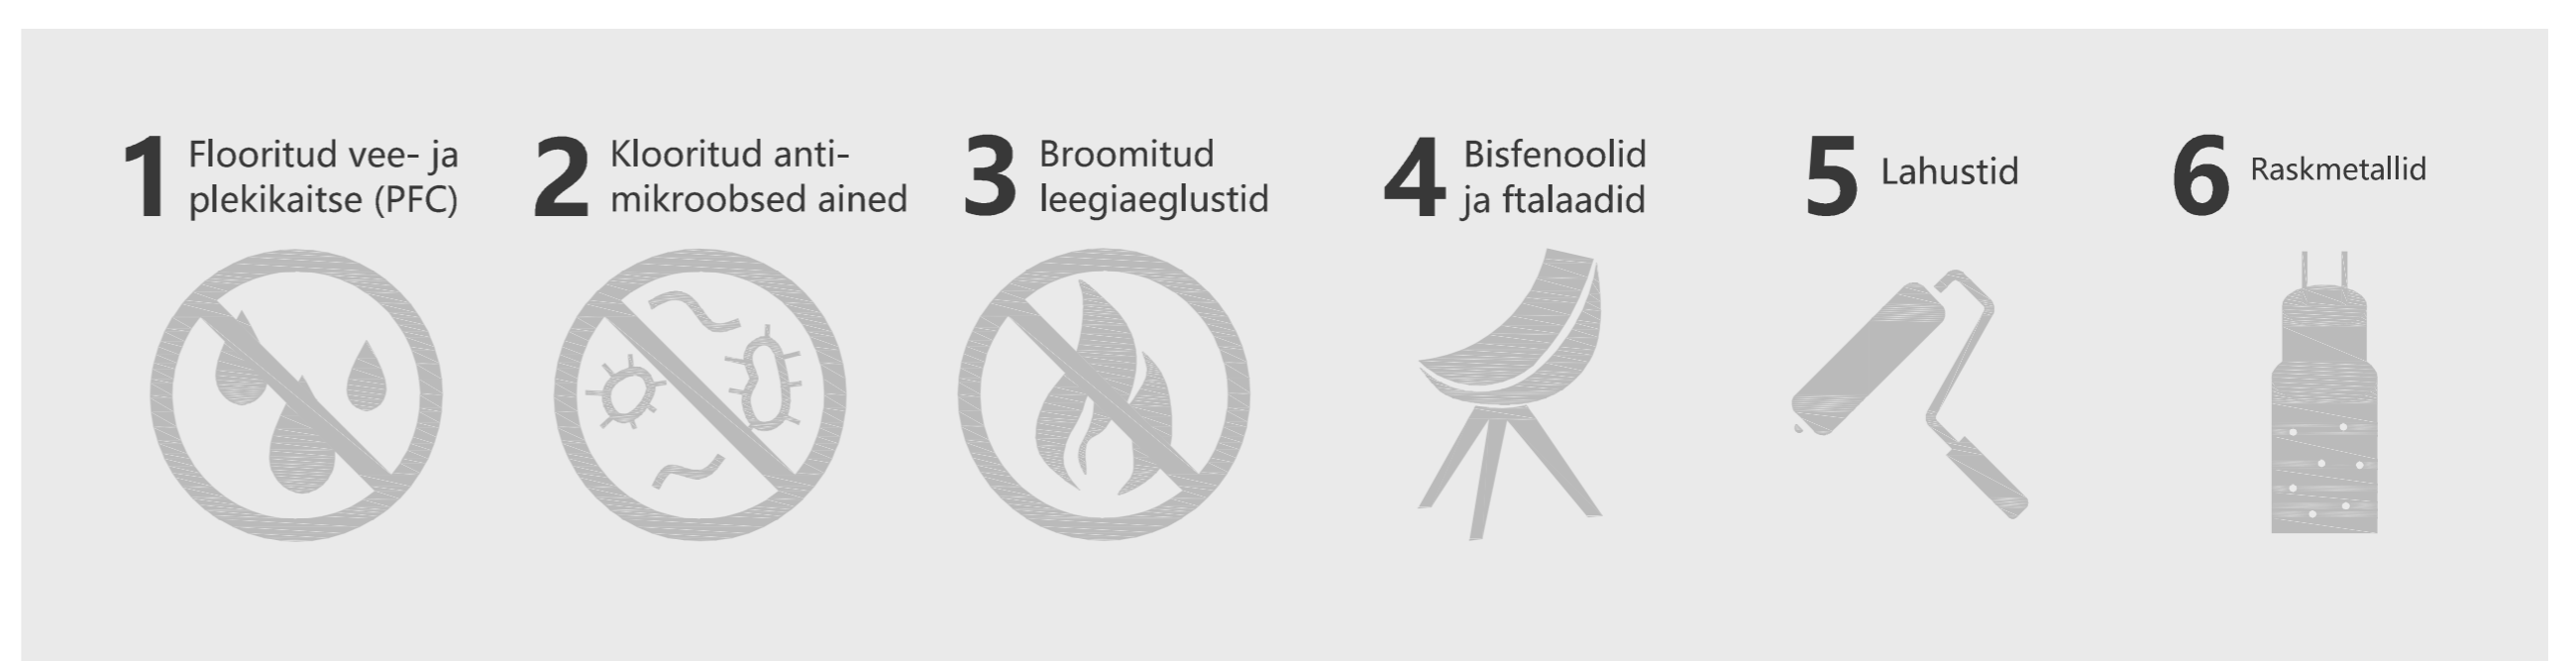 1 Flooritud vee- ja
plekikaitse (PFC)
2 Klooritud anti-
mikroobsed ained
3 Broomitud
leegiaeglustid
4 Bisfenoolid
ja ftalaadid
5 Lahustid
6 Raskmetallid